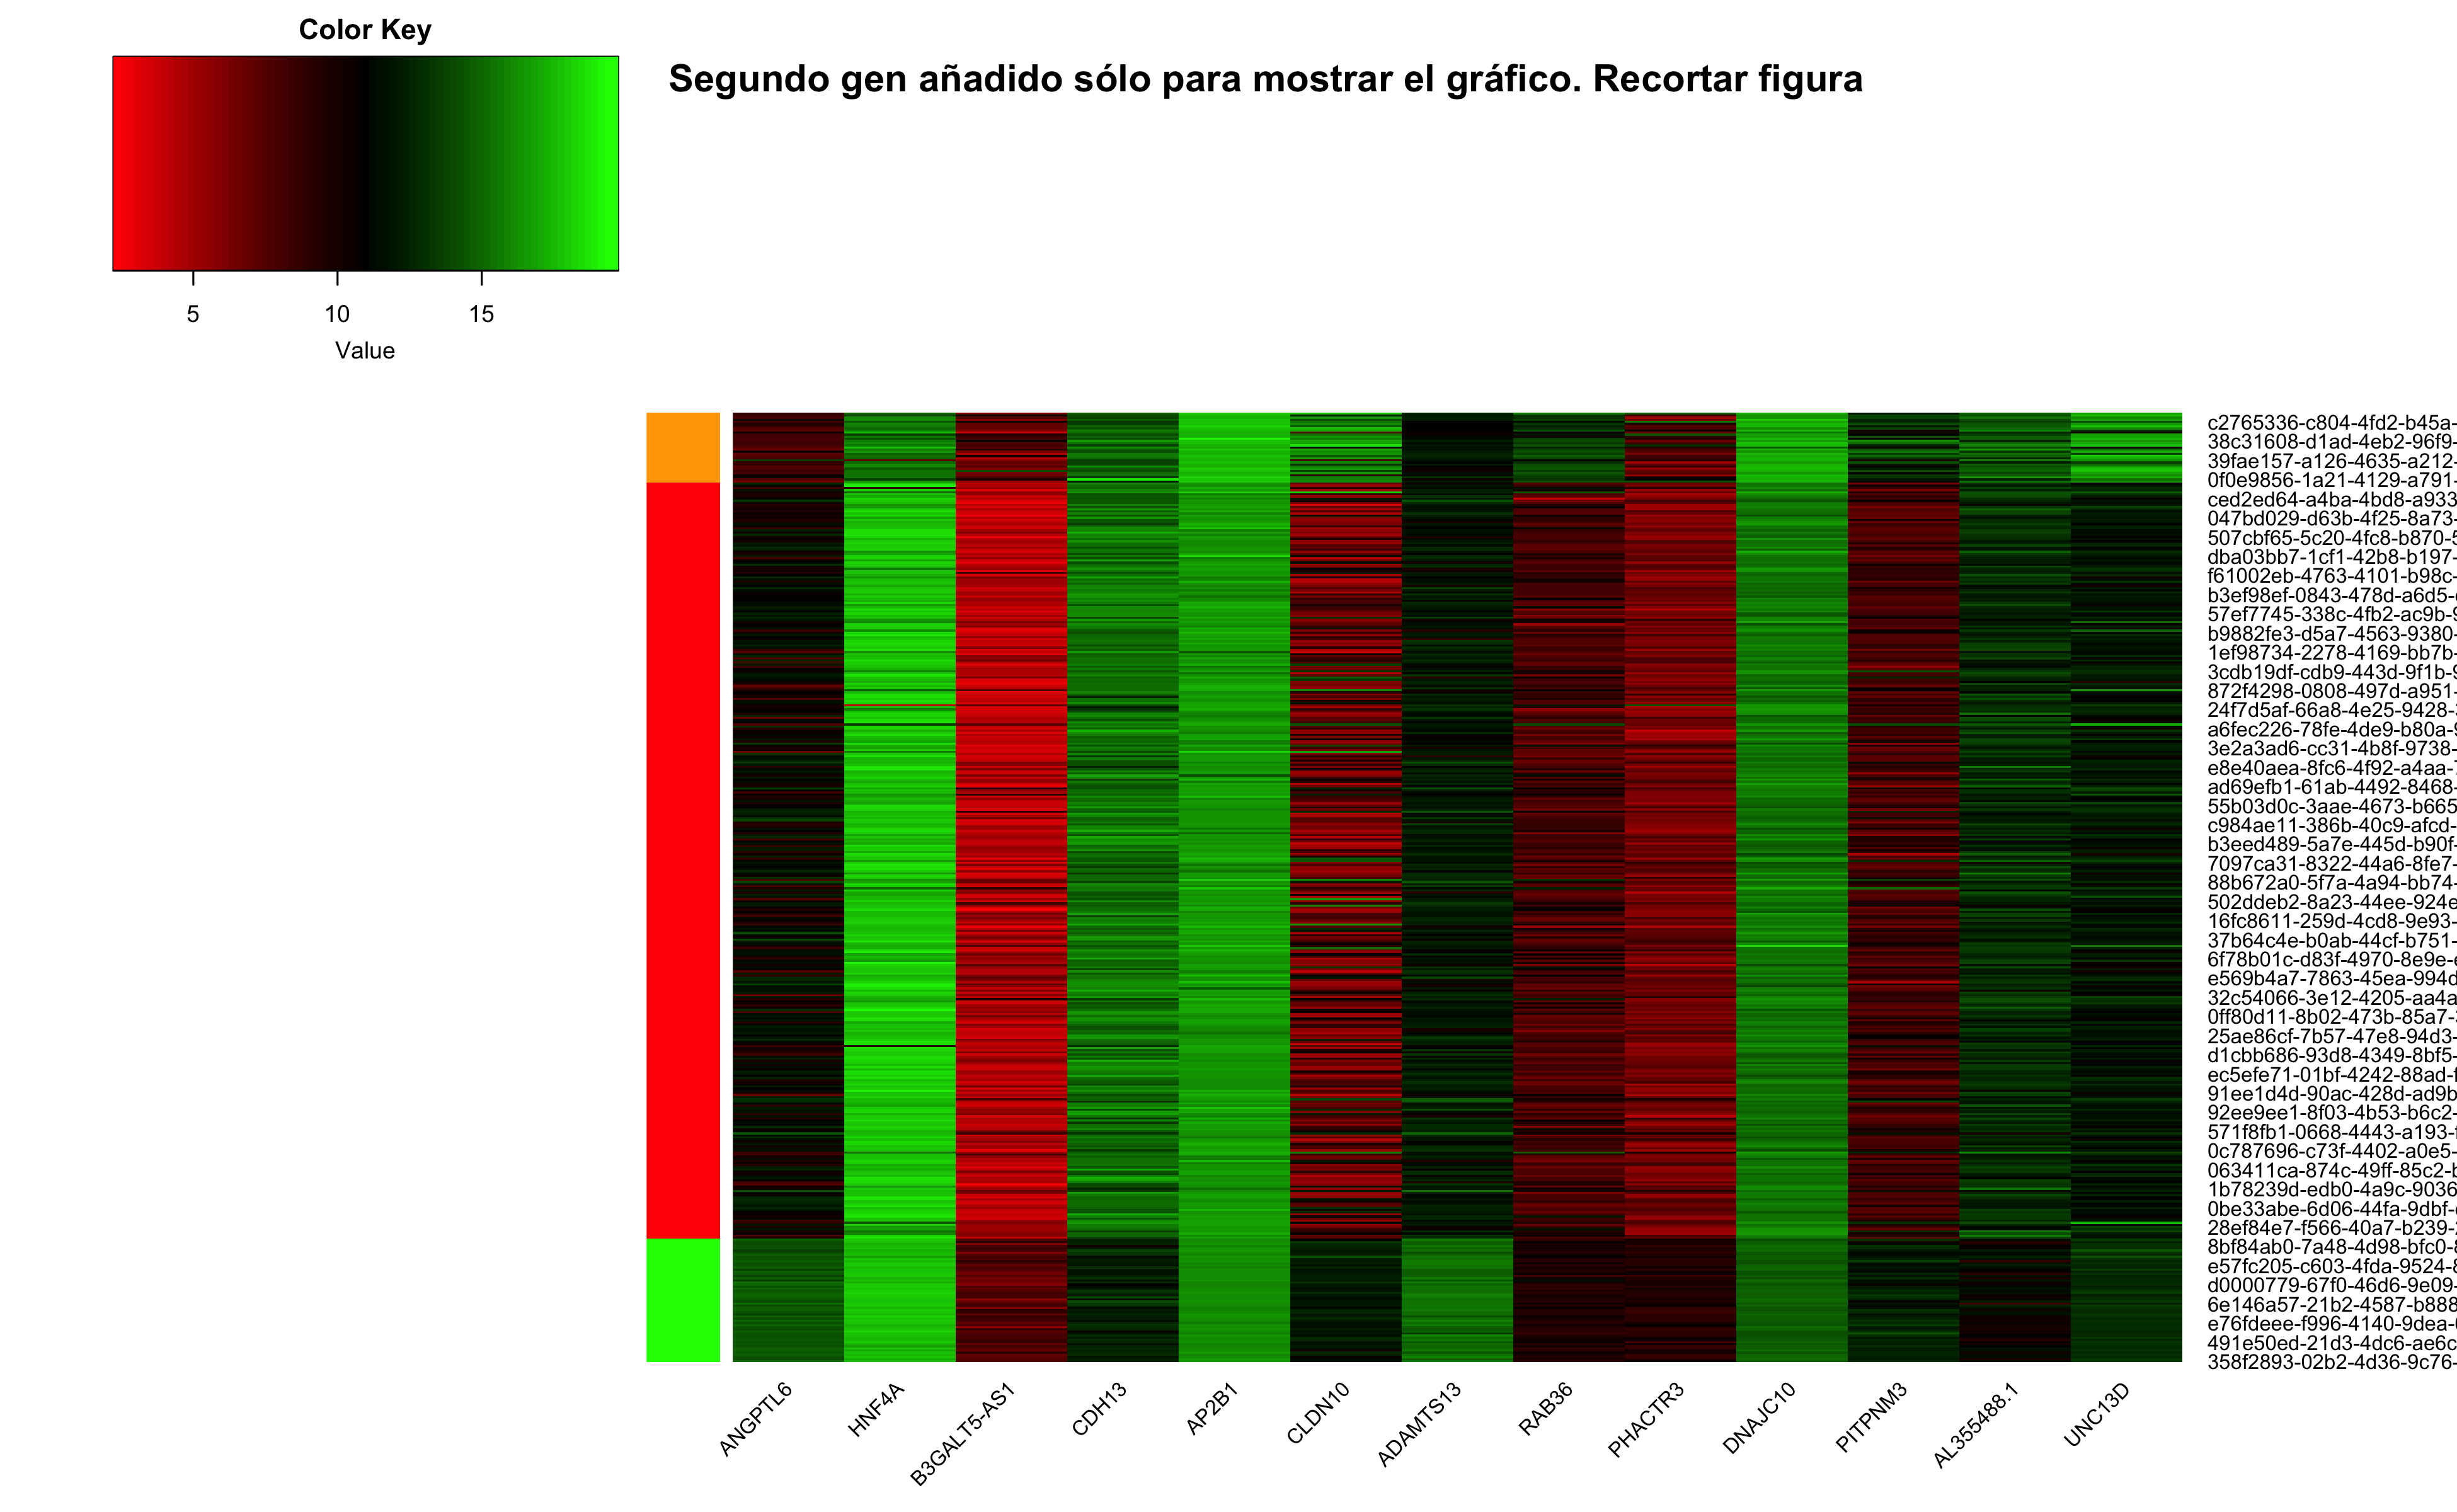 Color Key
Segundo gen añadido sólo para mostrar el gráfico. Recortar figura
5 10 15
Value
c2765336-c804-4fd2-b45a-
38c31608-d1ad-4eb2-96f9-
39fae157-a126-4635-a212-
0f0e9856-1a21-4129-a791-
ced2ed64-a4ba-4bd8-a933
047bd029-d63b-4f25-8a73-
507cbf65-5c20-4fc8-b870-5
dba03bb7-1cf1-42b8-b197-
f61002eb-4763-4101-b98c-
b3ef98ef-0843-478d-a6d5-
57ef7745-338c-4fb2-ac9b-9
b9882fe3-d5a7-4563-9380-
1ef98734-2278-4169-bb7b-
3cdb19df-cdb9-443d-9f1b-9
872f4298-0808-497d-a951-
24f7d5af-66a8-4e25-9428-
a6fec226-78fe-4de9-b80a-9
3e2a3ad6-cc31-4b8f-9738-
e8e40aea-8fc6-4f92-a4aa-7
ad69efb1-61ab-4492-8468-
55b03d0c-3aae-4673-b665
c984ae11-386b-40c9-afcd-
b3eed489-5a7e-445d-b90f-
7097ca31-8322-44a6-8fe7-
88b672a0-5f7a-4a94-bb74-
502ddeb2-8a23-44ee-924e
16fc8611-259d-4cd8-9e93-
37b64c4e-b0ab-44cf-b751-
6f78b01c-d83f-4970-8e9e-
e569b4a7-7863-45ea-994d
32c54066-3e12-4205-aa4a
0ff80d11-8b02-473b-85a7-
25ae86cf-7b57-47e8-94d3-
d1cbb686-93d8-4349-8bf5-
ec5efe71-01bf-4242-88ad-f
91ee1d4d-90ac-428d-ad9b
92ee9ee1-8f03-4b53-b6c2-
571f8fb1-0668-4443-a193-f
0c787696-c73f-4402-a0e5-
063411ca-874c-49ff-85c2-b
1b78239d-edb0-4a9c-9036
0be33abe-6d06-44fa-9dbf-
28ef84e7-f566-40a7-b239-
8bf84ab0-7a48-4d98-bfc0-8
e57fc205-c603-4fda-9524-8
d0000779-67f0-46d6-9e09-
6e146a57-21b2-4587-b888
e76fdeee-f996-4140-9dea-
491e50ed-21d3-4dc6-ae6c
358f2893-02b2-4d36-9c76-
ANGPTL6
HNF4A
B3GALT5-AS1
CDH13
AP2B1
CLDN10
ADAMTS13
RAB36
PHACTR3
DNAJC10
PITPNM3
AL355488.1
UNC13D